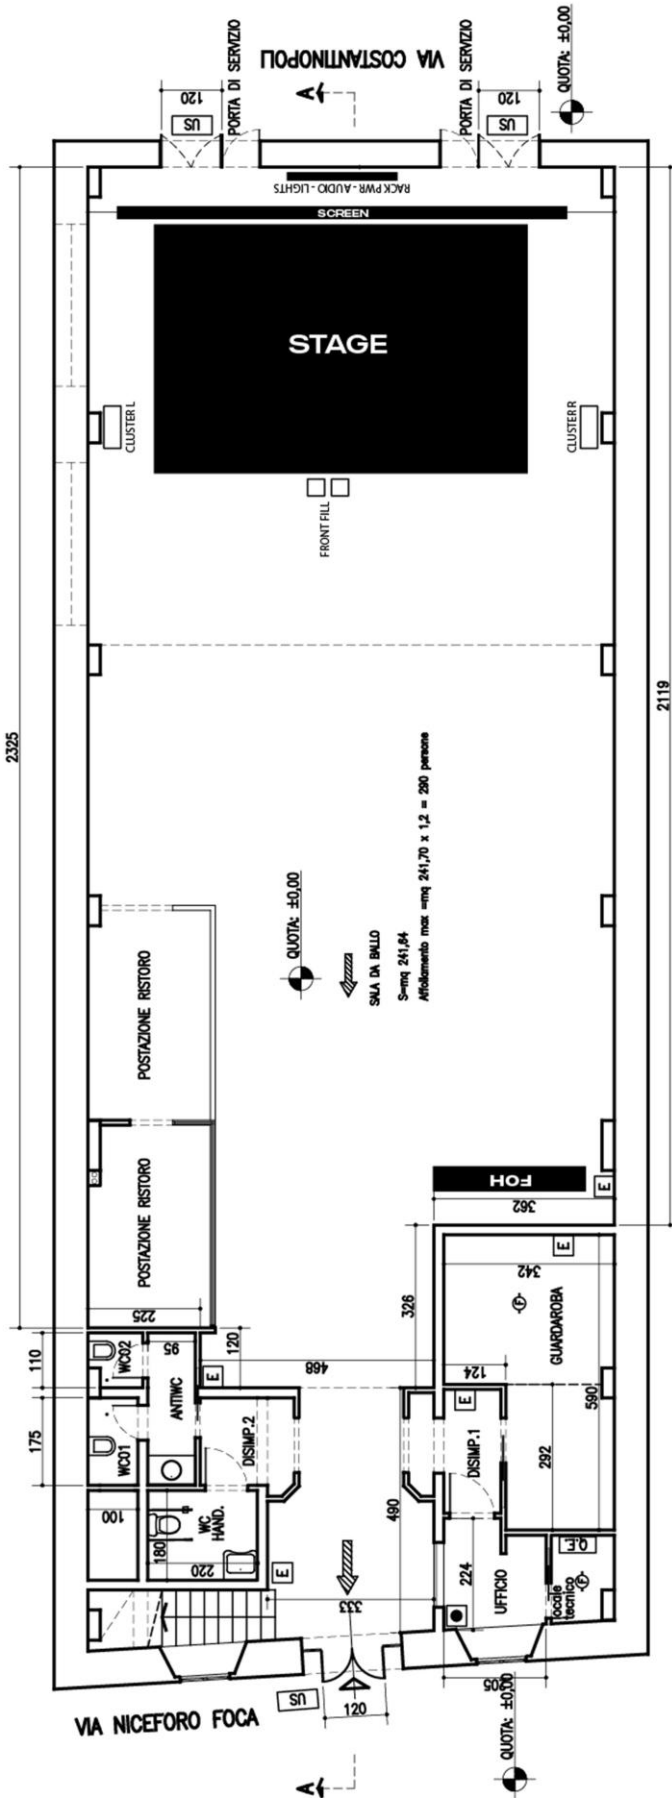 VIA COSTANTINOPOLI
A
QUOTA: ±0,00
PORTA DI SERVIZIO
PORTA DI SERVIZIO
120
US
120
US
RACK PWR - AUDIO - LIGHTS
SCREEN
STAGE
CLUSTER L
CLUSTER R
FRONT FILL
2325
2119
QUOTA: ±0,00
SALA DA BALLO
S=mq 241,64
Affollamento max =mq 241,70 x 1,2 = 290 persone
POSTAZIONE RISTORO
POSTAZIONE RISTORO
FOH
E
362
225
326
342
E
GUARDAROBA
F
110
WC02
95
120
E
468
124
590
175
WC01
ANTIWC
DISIMP.2
E
DISIMP.1
292
100
WC
HAND.
180
220
490
Q.E.
E
333
224
UFFICIO
locale
tecnico
F
205
VIA NICEFORO FOCA
US
120
QUOTA: ±0,00
A